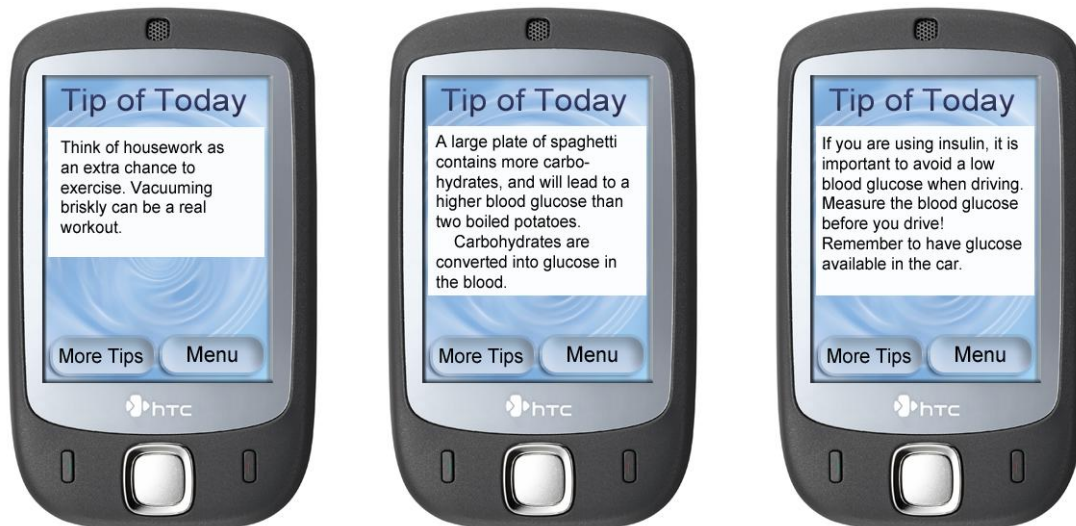 Tip of Today
Think of housework as
an extra chance to
exercise. Vacuuming
briskly can be a real
workout.
More Tips
Menu
hTC
Tip of Today
A large plate of spaghetti
contains more carbo-
hydrates, and will lead to a
higher blood glucose than
two boiled potatoes.
Carbohydrates are
converted into glucose in
the blood.
More Tips
Menu
hTC
Tip of Today
If you are using insulin, it is
important to avoid a low
blood glucose when driving.
Measure the blood glucose
before you drive!
Remember to have glucose
available in the car.
More Tips
Menu
hTC